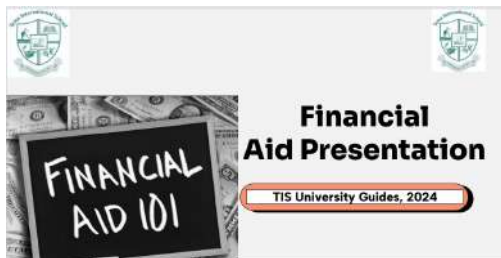 Financial
Aid Presentation
FINANCIAL
AID 101
TIS University Guides, 2024